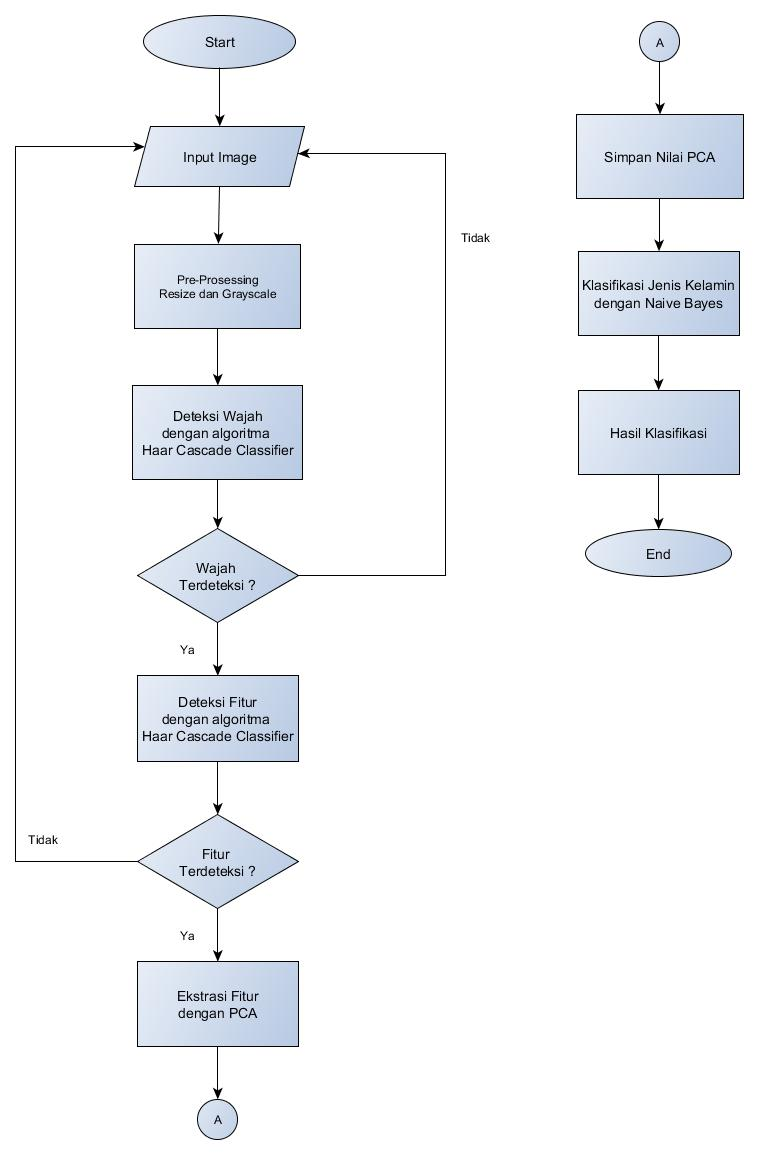 Start
Input Image
Tidak
Pre-Prosessing
Resize dan Grayscale
Deteksi Wajah
dengan algoritma
Haar Cascade Classifier
Wajah
Terdeteksi ?
Ya
Deteksi Fitur
dengan algoritma
Haar Cascade Classifier
Tidak
Fitur
Terdeteksi ?
Ya
Ekstrasi Fitur
dengan PCA
A
A
Simpan Nilai PCA
Klasifikasi Jenis Kelamin
dengan Naive Bayes
Hasil Klasifikasi
End